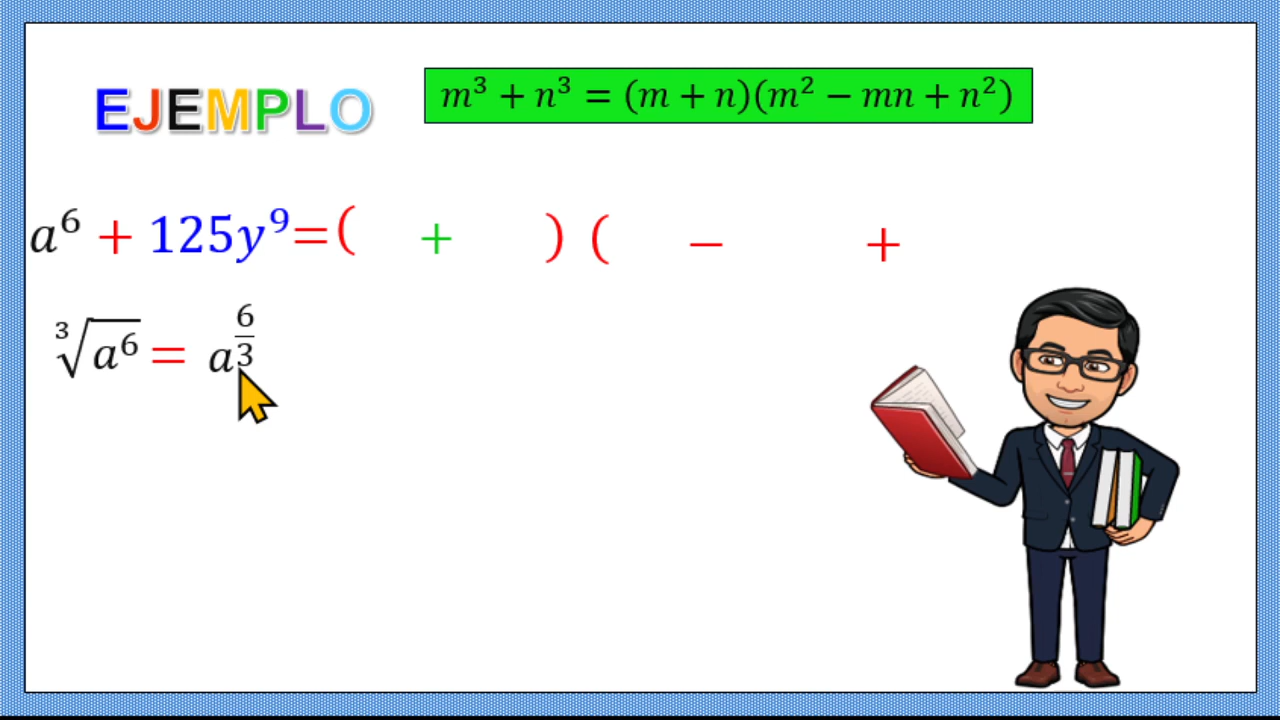 EJEMPLO
m³ + n³ = (m + n)(m² − mn + n²)
a⁶ + 125y⁹=(   +   ) (   −   +
∛a⁶ = a^(6/3)